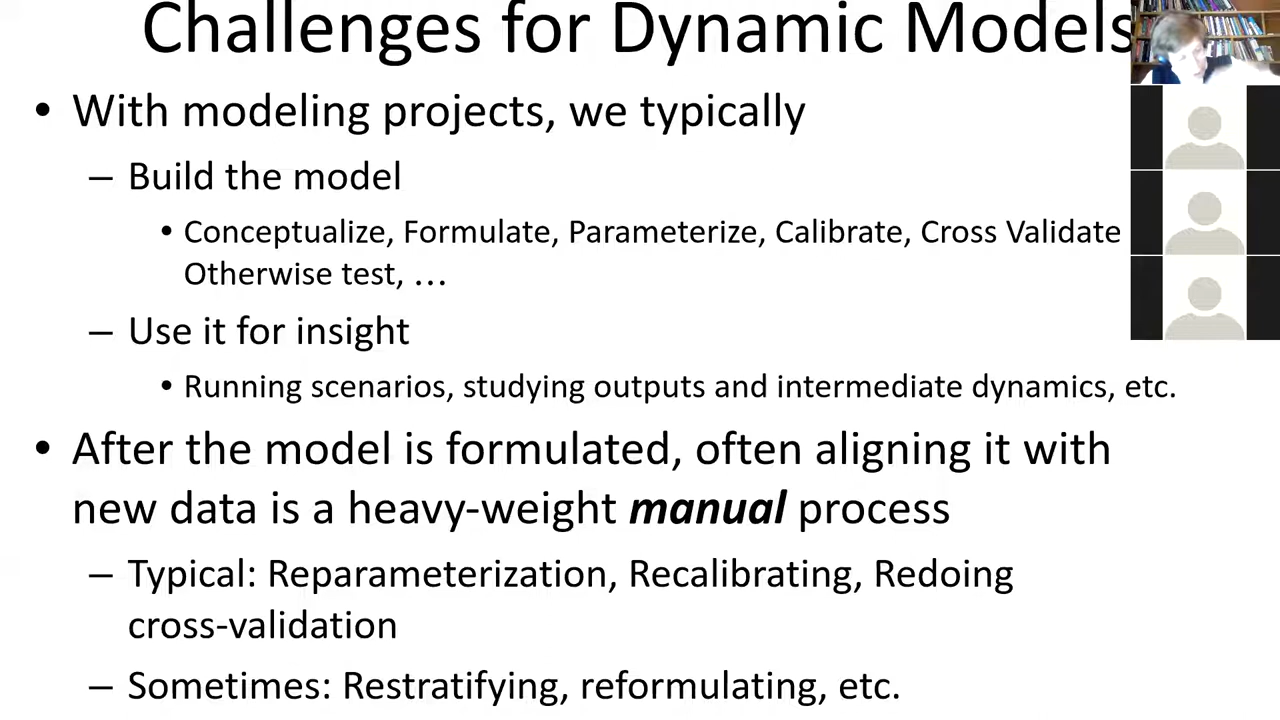 Challenges for Dynamic Models
• With modeling projects, we typically
– Build the model
• Conceptualize, Formulate, Parameterize, Calibrate, Cross Validate
Otherwise test, …
– Use it for insight
• Running scenarios, studying outputs and intermediate dynamics, etc.
• After the model is formulated, often aligning it with
new data is a heavy-weight manual process
– Typical: Reparameterization, Recalibrating, Redoing
cross-validation
– Sometimes: Restratifying, reformulating, etc.